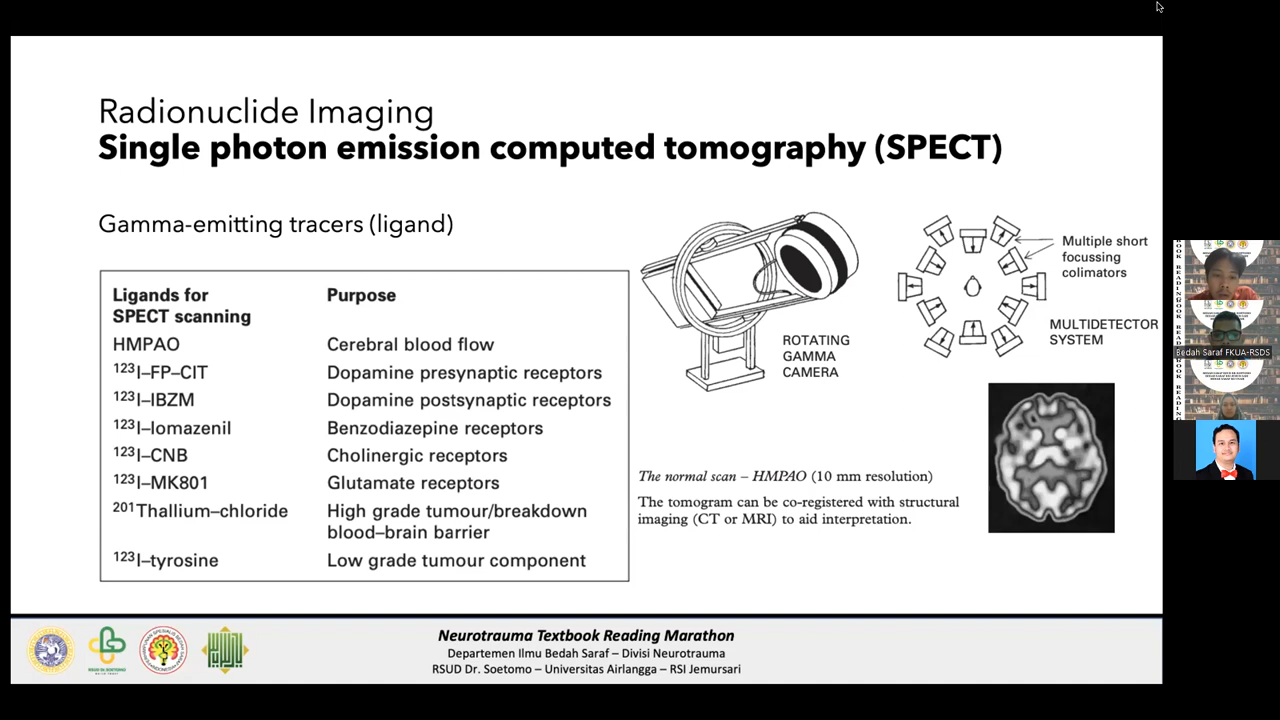 Radionuclide Imaging
Single photon emission computed tomography (SPECT)
Gamma-emitting tracers (ligand)
Ligands for SPECT scanning Purpose
HMPAO Cerebral blood flow
¹²³I–FP–CIT Dopamine presynaptic receptors
¹²³I–IBZM Dopamine postsynaptic receptors
¹²³I–Iomazenil Benzodiazepine receptors
¹²³I–CNB Cholinergic receptors
¹²³I–MK801 Glutamate receptors
²⁰¹Thallium–chloride High grade tumour/breakdown
blood–brain barrier
¹²³I–tyrosine Low grade tumour component
ROTATING
GAMMA
CAMERA
Multiple short
focussing
colimators
MULTIDETECTOR
SYSTEM
The normal scan – HMPAO (10 mm resolution)
The tomogram can be co-registered with structural
imaging (CT or MRI) to aid interpretation.
Neurotrauma Textbook Reading Marathon
Departemen Ilmu Bedah Saraf – Divisi Neurotrauma
RSUD Dr. Soetomo – Universitas Airlangga – RSI Jemursari
RSUD Dr. SOETOMO
Bedah Saraf FKUA-RSDS